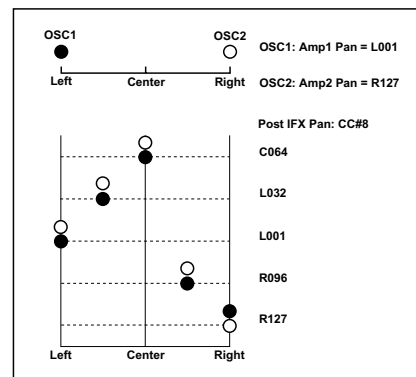 OSC1
OSC2
OSC1: Amp1 Pan = L001
Left
Center
Right
OSC2: Amp2 Pan = R127
Post IFX Pan: CC#8
C064
L032
L001
R096
R127
Left
Center
Right